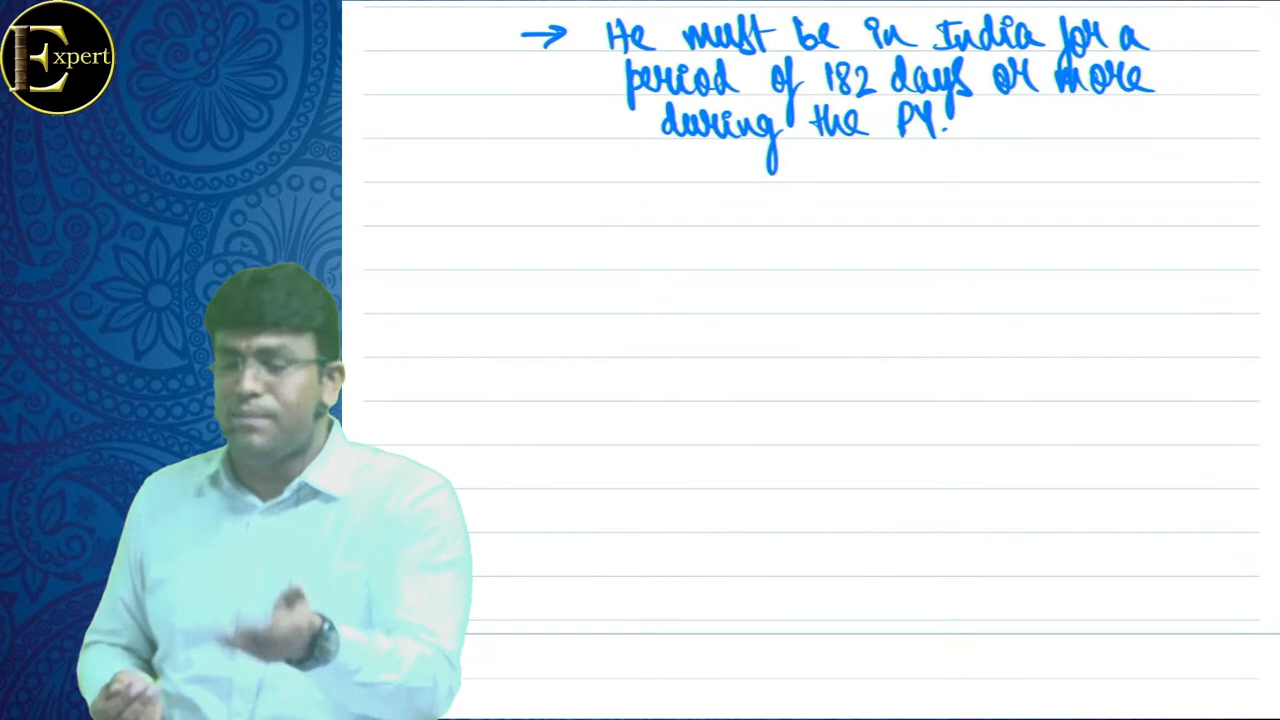 Expert
→ He must be in India for a
period of 182 days or more
during the PY.